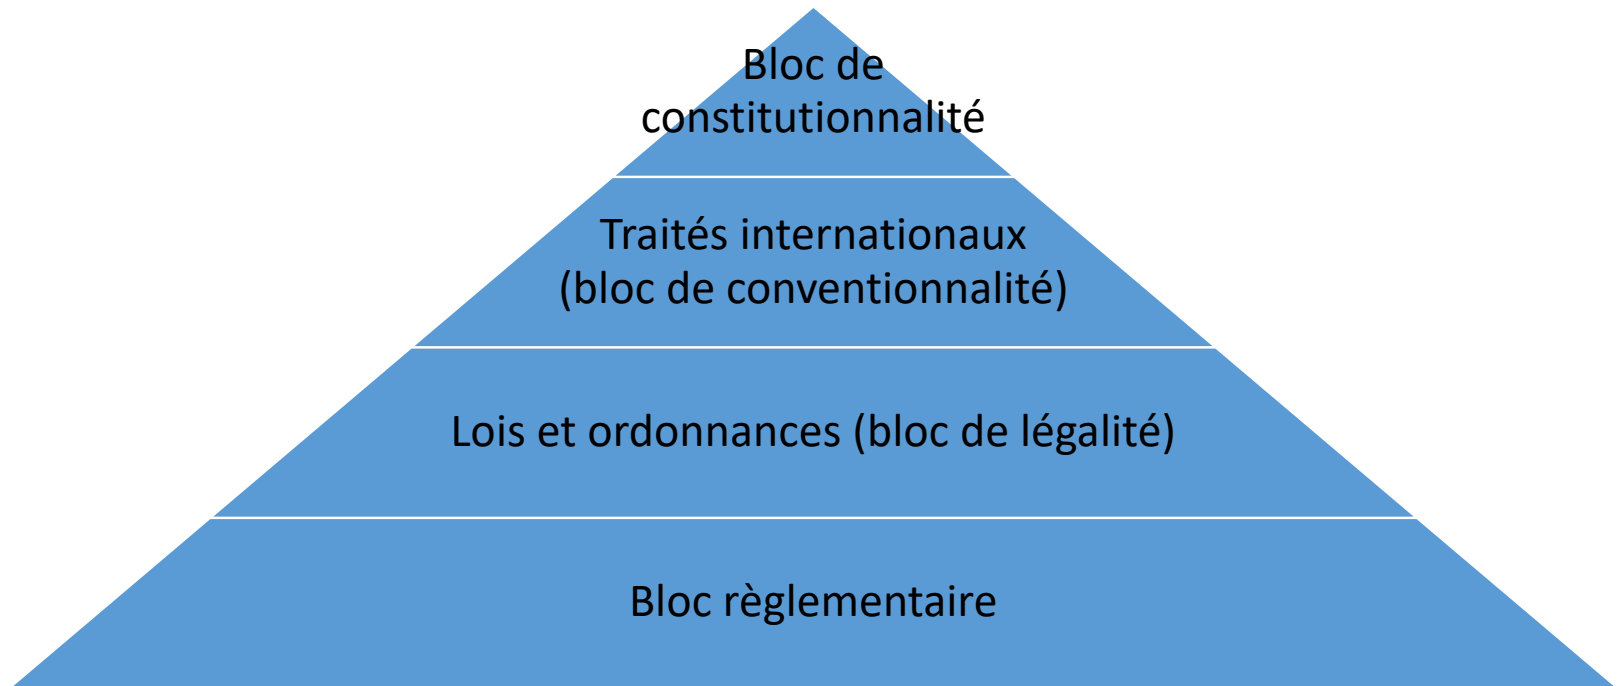 Bloc de
constitutionnalité
Traités internationaux
(bloc de conventionnalité)
Lois et ordonnances (bloc de légalité)
Bloc règlementaire